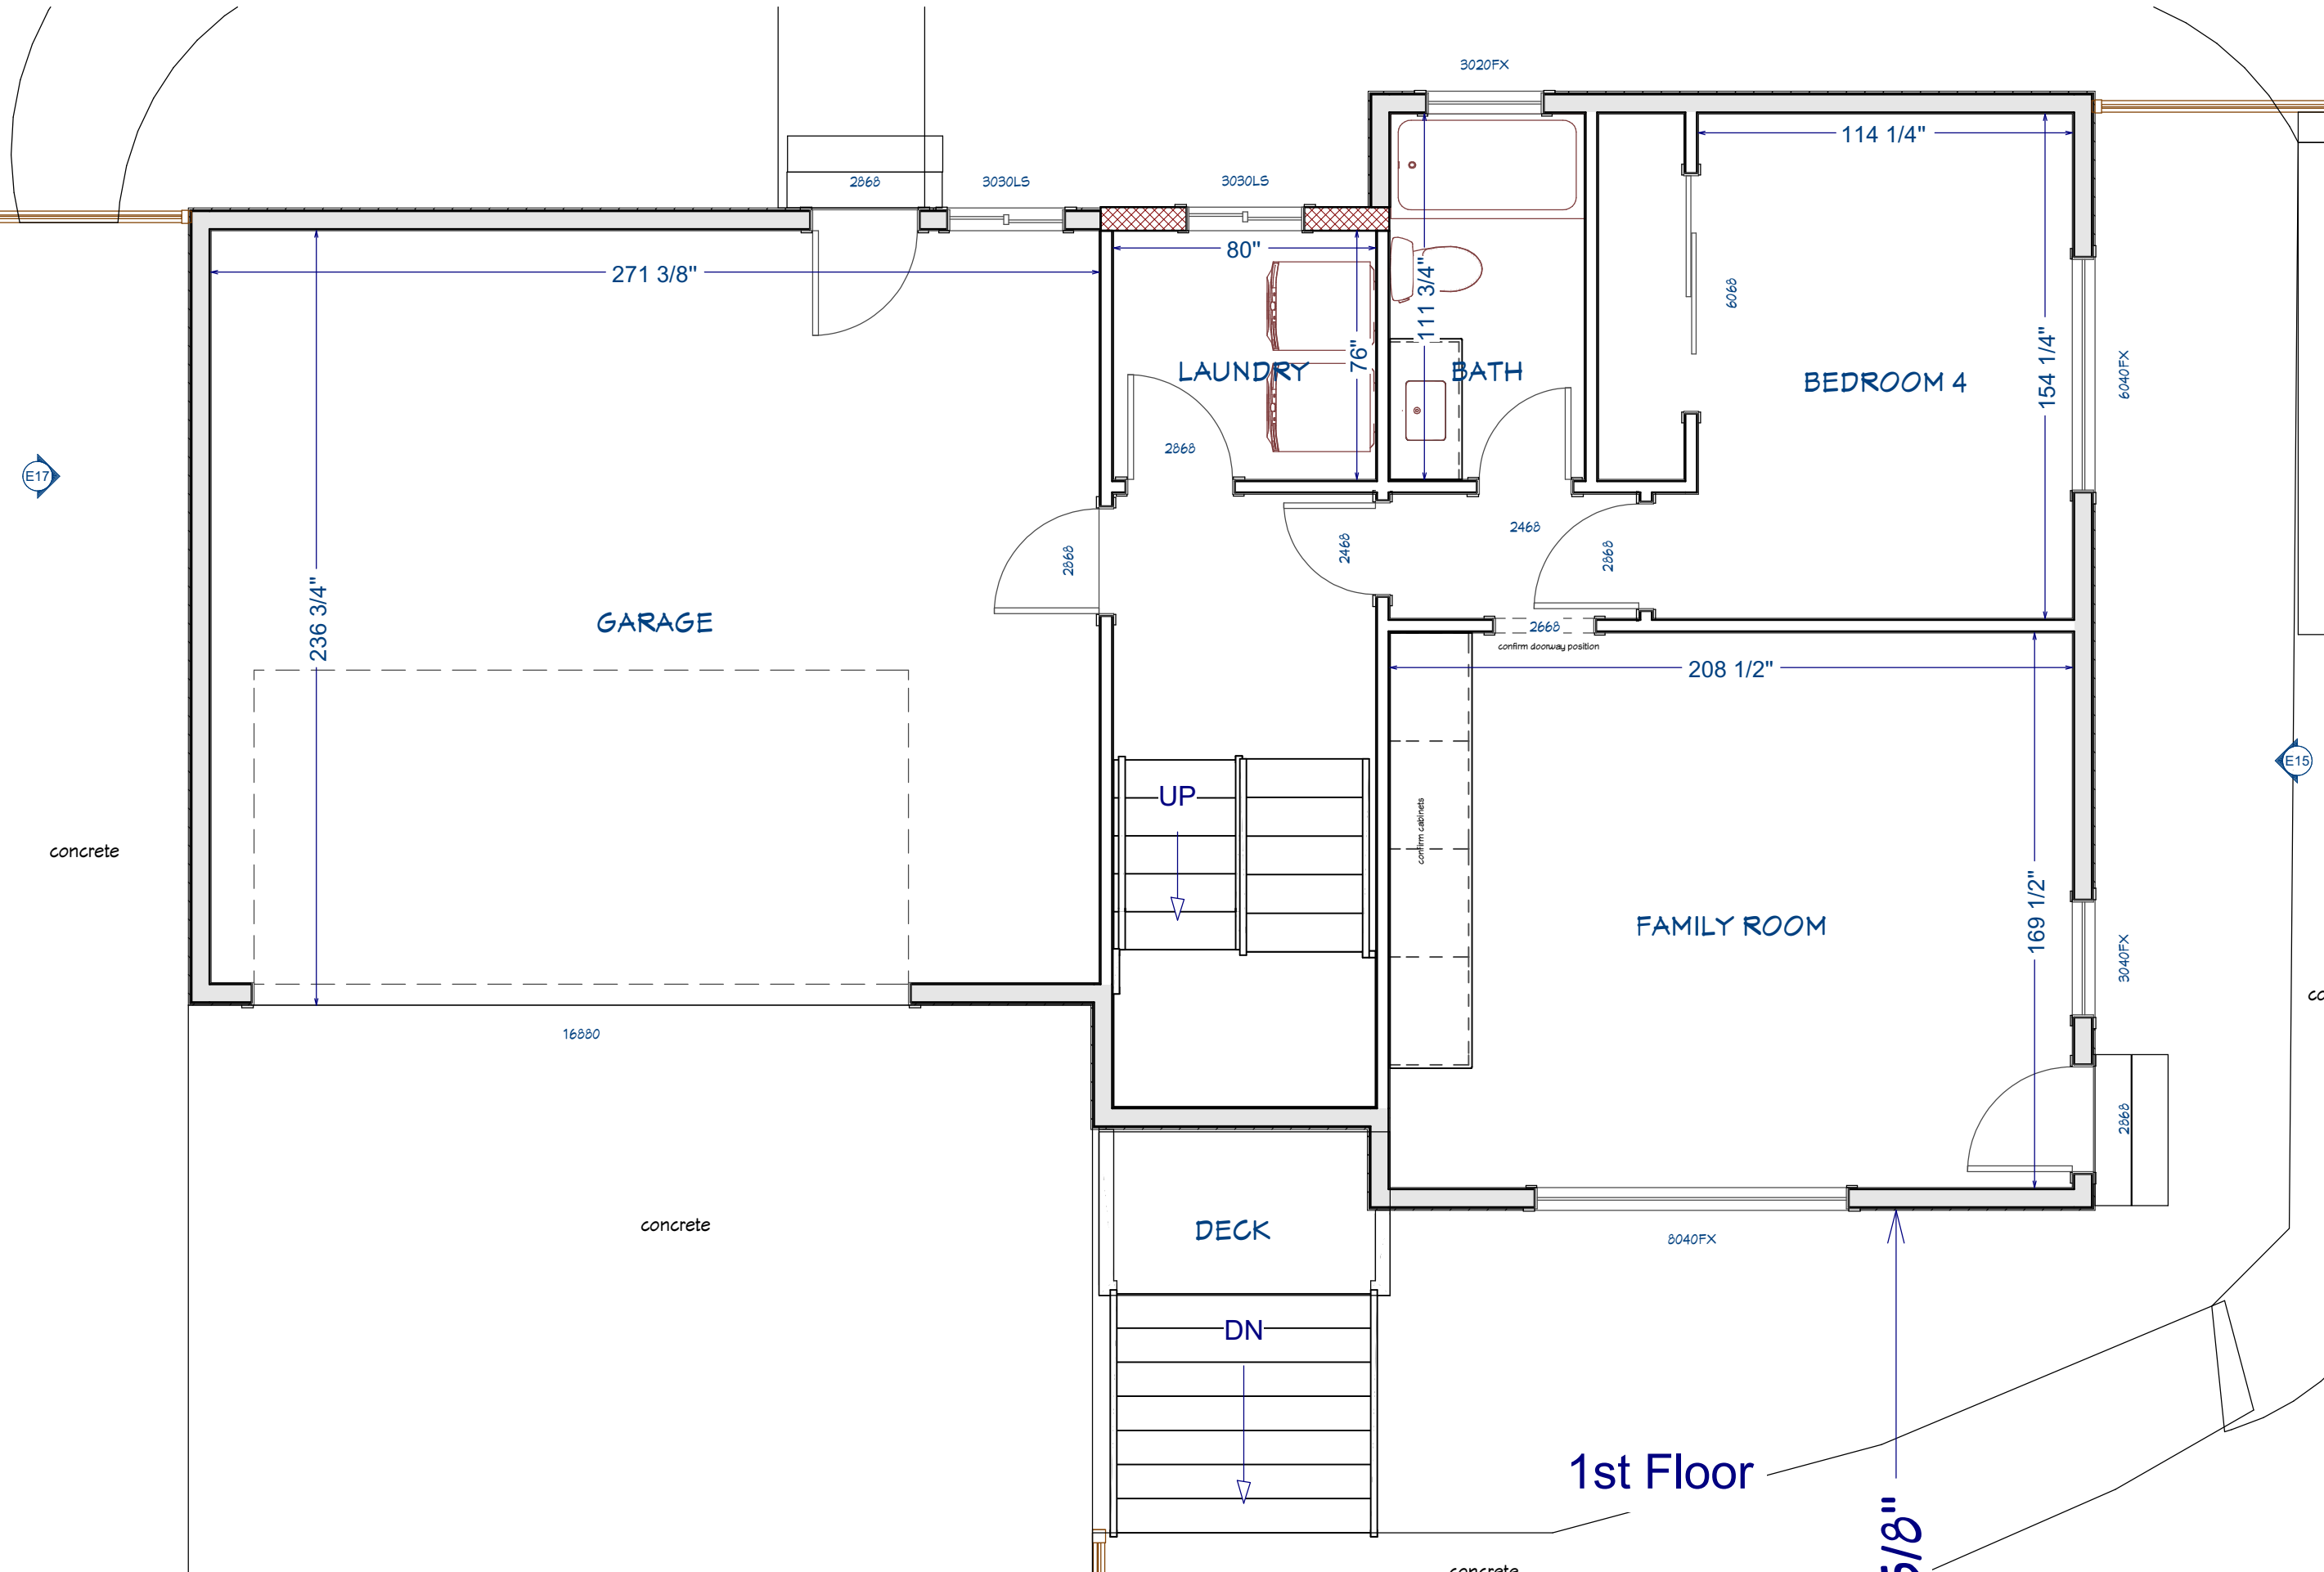 3020FX
114 1/4"
2868
3030LS
3030LS
80"
271 3/8"
111 3/4"
6068
76"
154 1/4"
6040FX
LAUNDRY
BATH
BEDROOM 4
2868
E17
2468
2468
2868
2868
236 3/4"
GARAGE
2668
confirm doorway position
208 1/2"
E15
UP
confirm cabinets
concrete
FAMILY ROOM
169 1/2"
3040FX
16880
2868
concrete
DECK
8040FX
DN
1st Floor